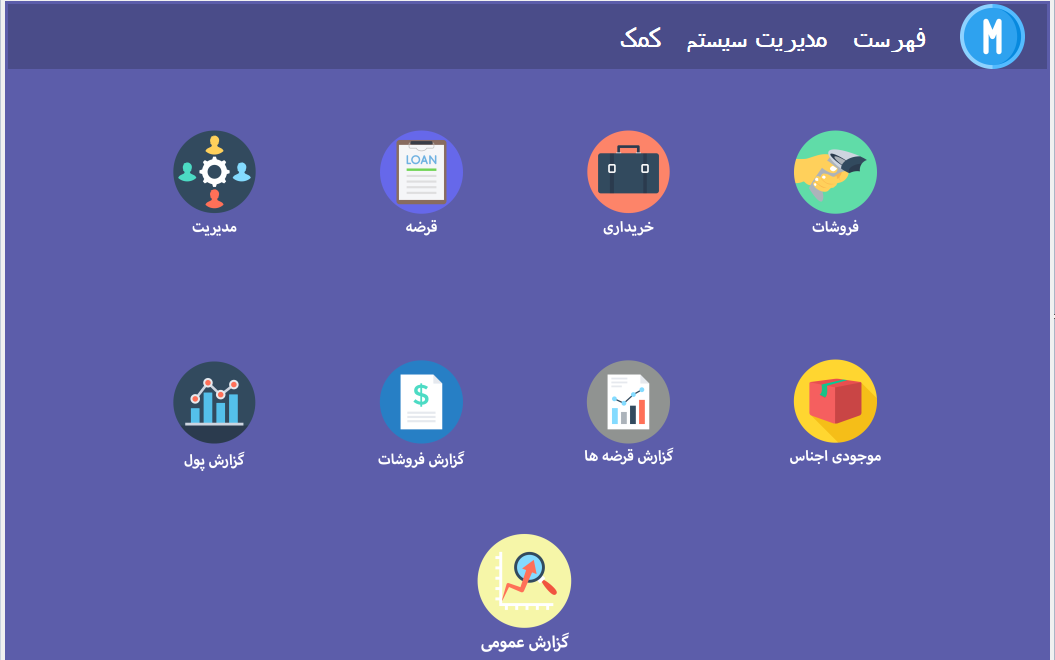 M
فهرست مدیریت سیستم کمک
فروشات
خریداری
LOAN
قرضه
مدیریت
موجودی اجناس
گزارش قرضه ها
$
گزارش فروشات
گزارش پول
گزارش عمومی